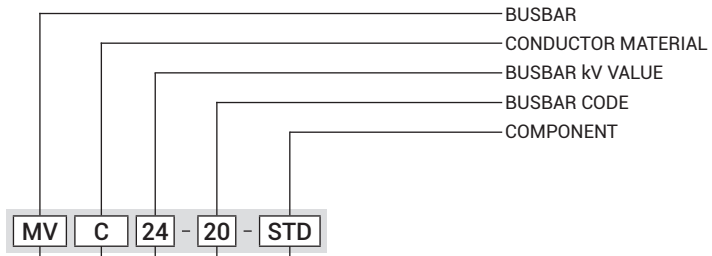 BUSBAR
CONDUCTOR MATERIAL
BUSBAR kV VALUE
BUSBAR CODE
COMPONENT
MV C 24 - 20 - STD